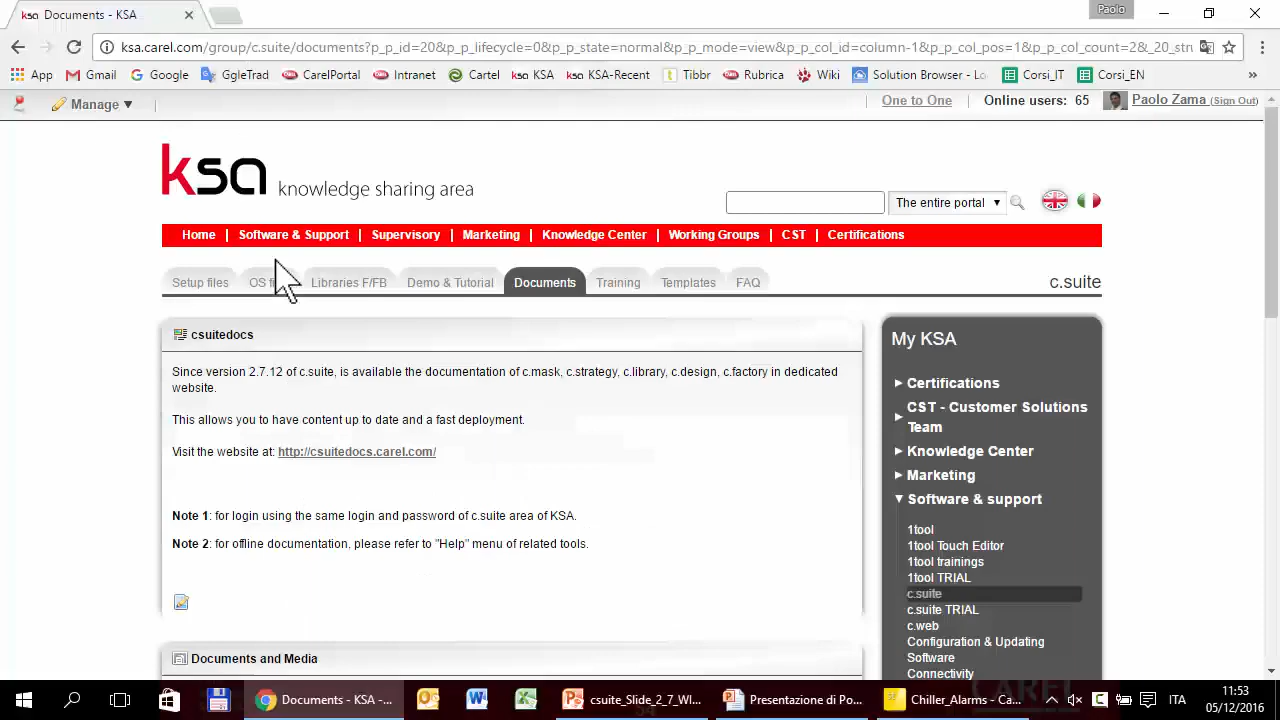 ksa Documents - KSA
Paolo
ksa.carel.com/group/c.suite/documents?p_p_id=20&p_p_lifecycle=0&p_p_state=normal&p_p_mode=view&p_p_col_id=column-1&p_p_col_pos=1&p_p_col_count=2&_20_stru
App Gmail Google GgleTrad CarelPortal Intranet Cartel ksa KSA ksa KSA-Recent Tibbr Rubrica Wiki Solution Browser - Lo Corsi_IT Corsi_EN »
Manage ▼ One to One Online users: 65 Paolo Zama (Sign Out)
ksa knowledge sharing area
The entire portal ▼
Home Software & Support Supervisory Marketing Knowledge Center Working Groups CST Certifications
Setup files OS Libraries F/FB Demo & Tutorial Documents Training Templates FAQ c.suite
csuitedocs
Since version 2.7.12 of c.suite, is available the documentation of c.mask, c.strategy, c.library, c.design, c.factory in dedicated
website.
This allows you to have content up to date and a fast deployment.
Visit the website at: http://csuitedocs.carel.com/
Note 1: for login using the same login and password of c.suite area of KSA.
Note 2: for offline documentation, please refer to "Help" menu of related tools.
Documents and Media
My KSA
Certifications
CST - Customer Solutions
Team
Knowledge Center
Marketing
Software & support
1tool
1tool Touch Editor
1tool trainings
1tool TRIAL
c.suite
c.suite TRIAL
c.web
Configuration & Updating
Software
Connectivity
Documents - KSA -... csuite_Slide_2_7_WI... Presentazione di Po... Chiller_Alarms - Ca... ITA 11:53
05/12/2016